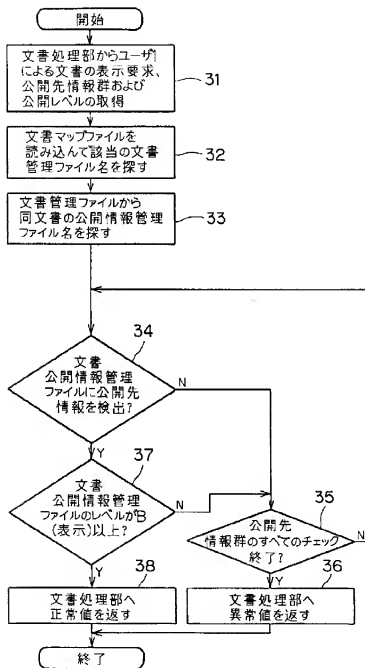 開始
文書処理部からユーザ
による文書の表示要求、
公開先情報群および
公開レベルの取得
31
文書マップファイルを
読み込んで該当の文書
管理ファイル名を探す
32
文書管理ファイルから
同文書の公開情報管理
ファイル名を探す
33
34
文書
公開情報管理
ファイルに公開先
情報を検出?
N
Y
37
文書
公開情報管理
ファイルのレベルがB
(表示)以上?
N
Y
35
公開先
情報群のすべてのチェック
終了?
N
Y
38
文書処理部へ
正常値を返す
36
文書処理部へ
異常値を返す
終了